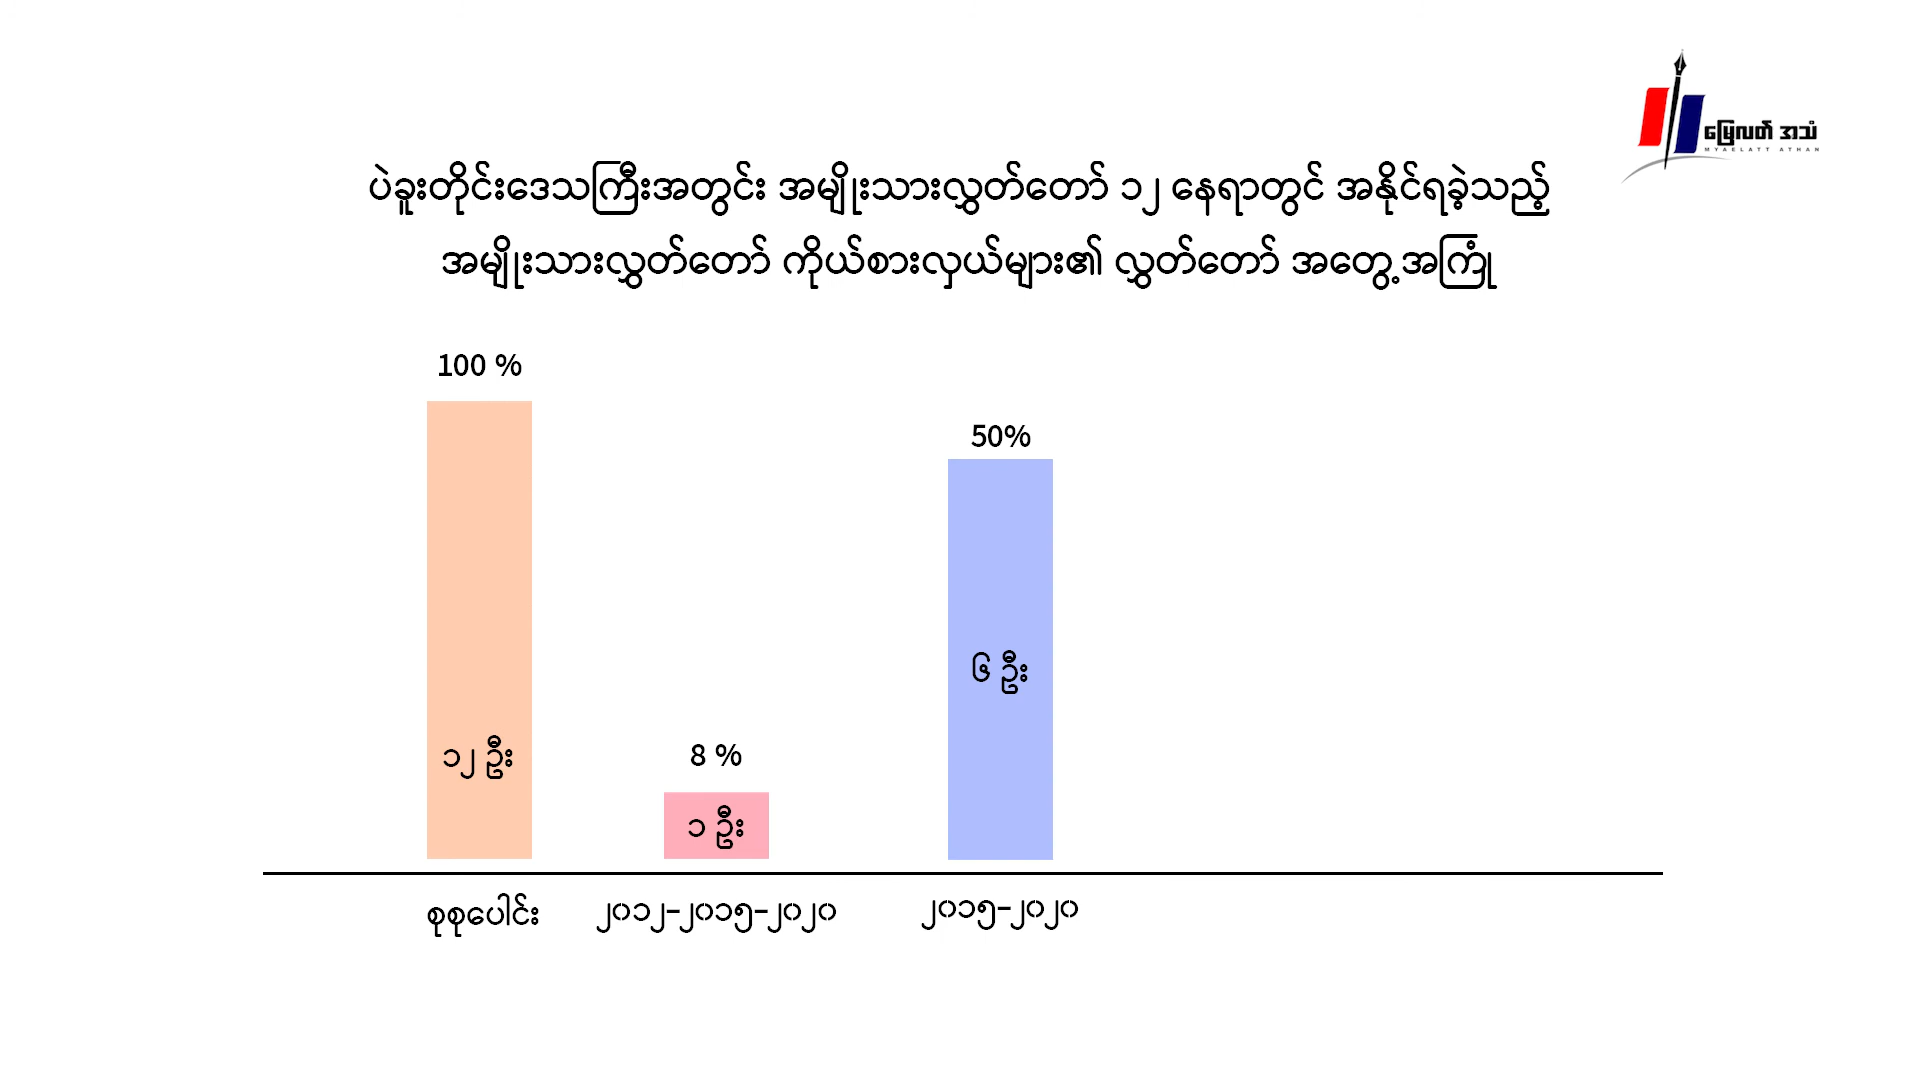 မြေလတ် အသံ
MYAELATT ATHAN
ပဲခူးတိုင်းဒေသကြီးအတွင်း အမျိုးသားလွှတ်တော် ၁၂ နေရာတွင် အနိုင်ရခဲ့သည့်
အမျိုးသားလွှတ်တော် ကိုယ်စားလှယ်များ၏ လွှတ်တော် အတွေ့အကြုံ
100 %
50%
၆ ဦး
၁၂ ဦး
8 %
၁ ဦး
စုစုပေါင်း ၂၀၁၂-၂၀၁၅-၂၀၂၀ ၂၀၁၅-၂၀၂၀